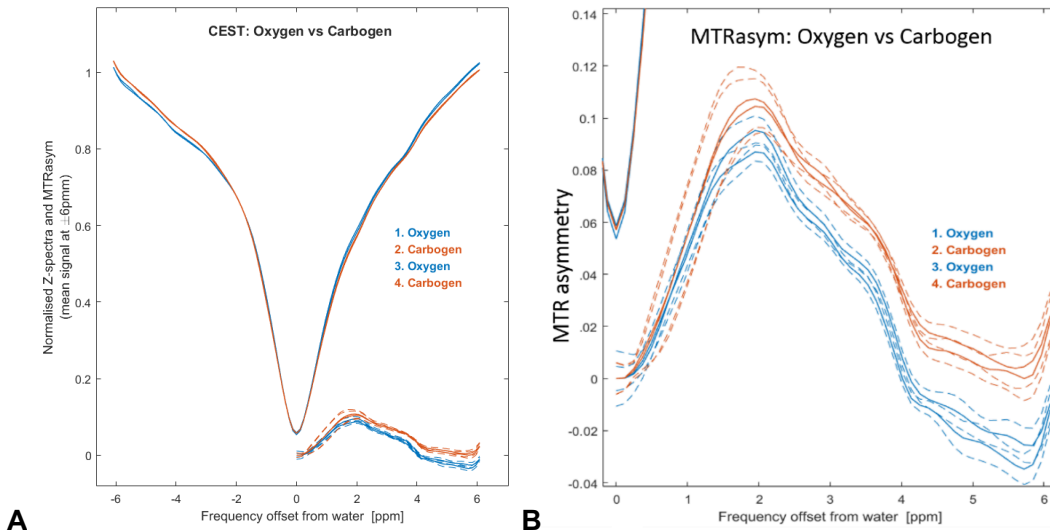 CEST: Oxygen vs Carbogen
Normalised Z-spectra and MTRasym
(mean signal at ±6pmm)
1
0.8
0.6
0.4
0.2
0
1. Oxygen
2. Carbogen
3. Oxygen
4. Carbogen
-6
-4
-2
0
2
4
6
Frequency offset from water [ppm]
A
MTRasym: Oxygen vs Carbogen
MTR asymmetry
0.14
0.12
0.10
0.08
.06
.04
.02
0
-0.02
-0.04
1. Oxygen
2. Carbogen
3. Oxygen
4. Carbogen
0
1
2
3
4
5
6
Frequency offset from water [ppm]
B